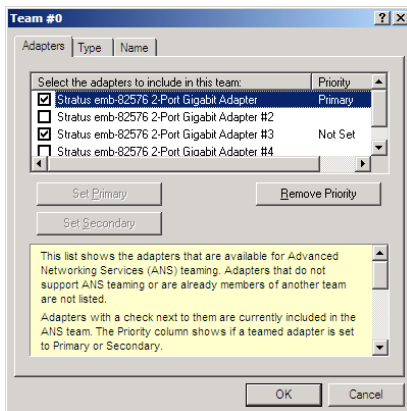 Team #0
Adapters Type Name
Select the adapters to include in this team: Priority
Stratus emb-82576 2-Port Gigabit Adapter Primary
Stratus emb-82576 2-Port Gigabit Adapter #2
Stratus emb-82576 2-Port Gigabit Adapter #3 Not Set
Stratus emb-82576 2-Port Gigabit Adapter #4
Set Primary Remove Priority
Set Secondary
This list shows the adapters that are available for Advanced
Networking Services (ANS) teaming. Adapters that do not
support ANS teaming or are already members of another team
are not listed.
Adapters with a check next to them are currently included in the
ANS team. The Priority column shows if a teamed adapter is set
to Primary or Secondary.
OK Cancel